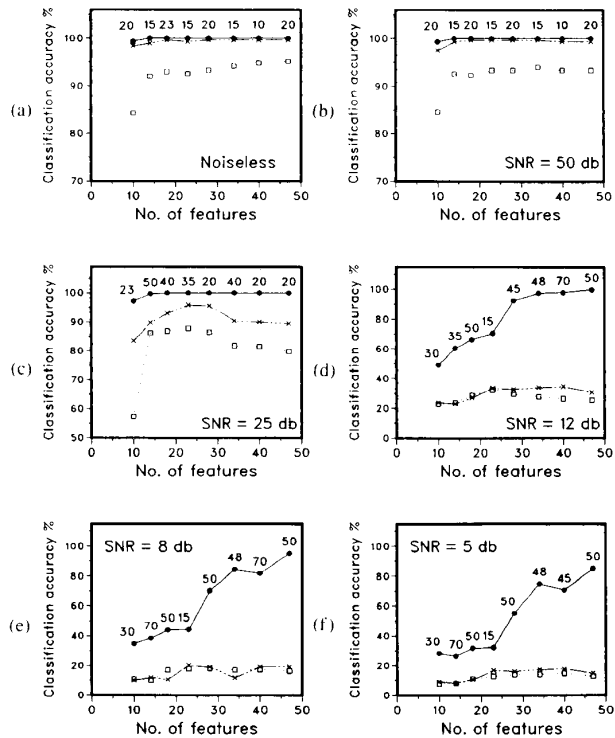 20 15 23 15 20 15 10 20
100
90
80
70
0 10 20 30 40 50
Classification accuracy %
Noiseless
No. of features
(a)
20 15 20 15 20 15 10 20
100
90
80
70
0 10 20 30 40 50
Classification accuracy %
SNR = 50 db
No. of features
(b)
23 50 40 35 20 40 20 20
100
90
80
70
60
50
0 10 20 30 40 50
Classification accuracy %
SNR = 25 db
No. of features
(c)
30 35 50 15 45 48 70 50
100
80
60
40
20
0
0 10 20 30 40 50
Classification accuracy %
SNR = 12 db
No. of features
(d)
SNR = 8 db
30 70 50 15 50 48 70 50
100
80
60
40
20
0
0 10 20 30 40 50
Classification accuracy %
No. of features
(e)
SNR = 5 db
30 70 50 15 50 48 45 50
100
80
60
40
20
0
0 10 20 30 40 50
Classification accuracy %
No. of features
(f)